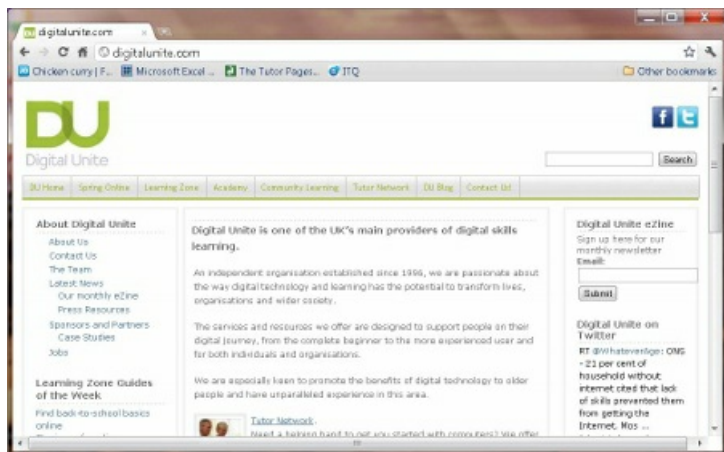 digitalunite.com
digitalunite.com
Chicken curry | F... Microsoft Excel ... The Tutor Pages... ITQ Other bookmarks
DU
Digital Unite
f t
Search
DU Home Spring Online Learning Zone Academy Community Learning Tutor Network DU Blog Contact Us!
About Digital Unite
About Us
Contact Us
The Team
Latest News
Our monthly eZine
Press Resources
Sponsors and Partners
Case Studies
Jobs
Learning Zone Guides
of the Week
Find back-to-school basics
online
Digital Unite is one of the UK's main providers of digital skills
learning.
An independent organisation established since 1996, we are passionate about
the way digital technology and learning has the potential to transform lives,
organisations and wider society.
The services and resources we offer are designed to support people on their
digital journey, from the complete beginner to the more experienced user and
for both individuals and organisations.
We are especially keen to promote the benefits of digital technology to older
people and have unparalleled experience in this area.
Tutor Network.
Need a helping hand to get you started with computers? We offer
Digital Unite eZine
Sign up here for our
monthly newsletter
Email:
Submit
Digital Unite on
Twitter
RT @WhateverAge: ONS
- 21 per cent of
household without
internet cited that lack
of skills prevented them
from getting the
Internet. Mos ...